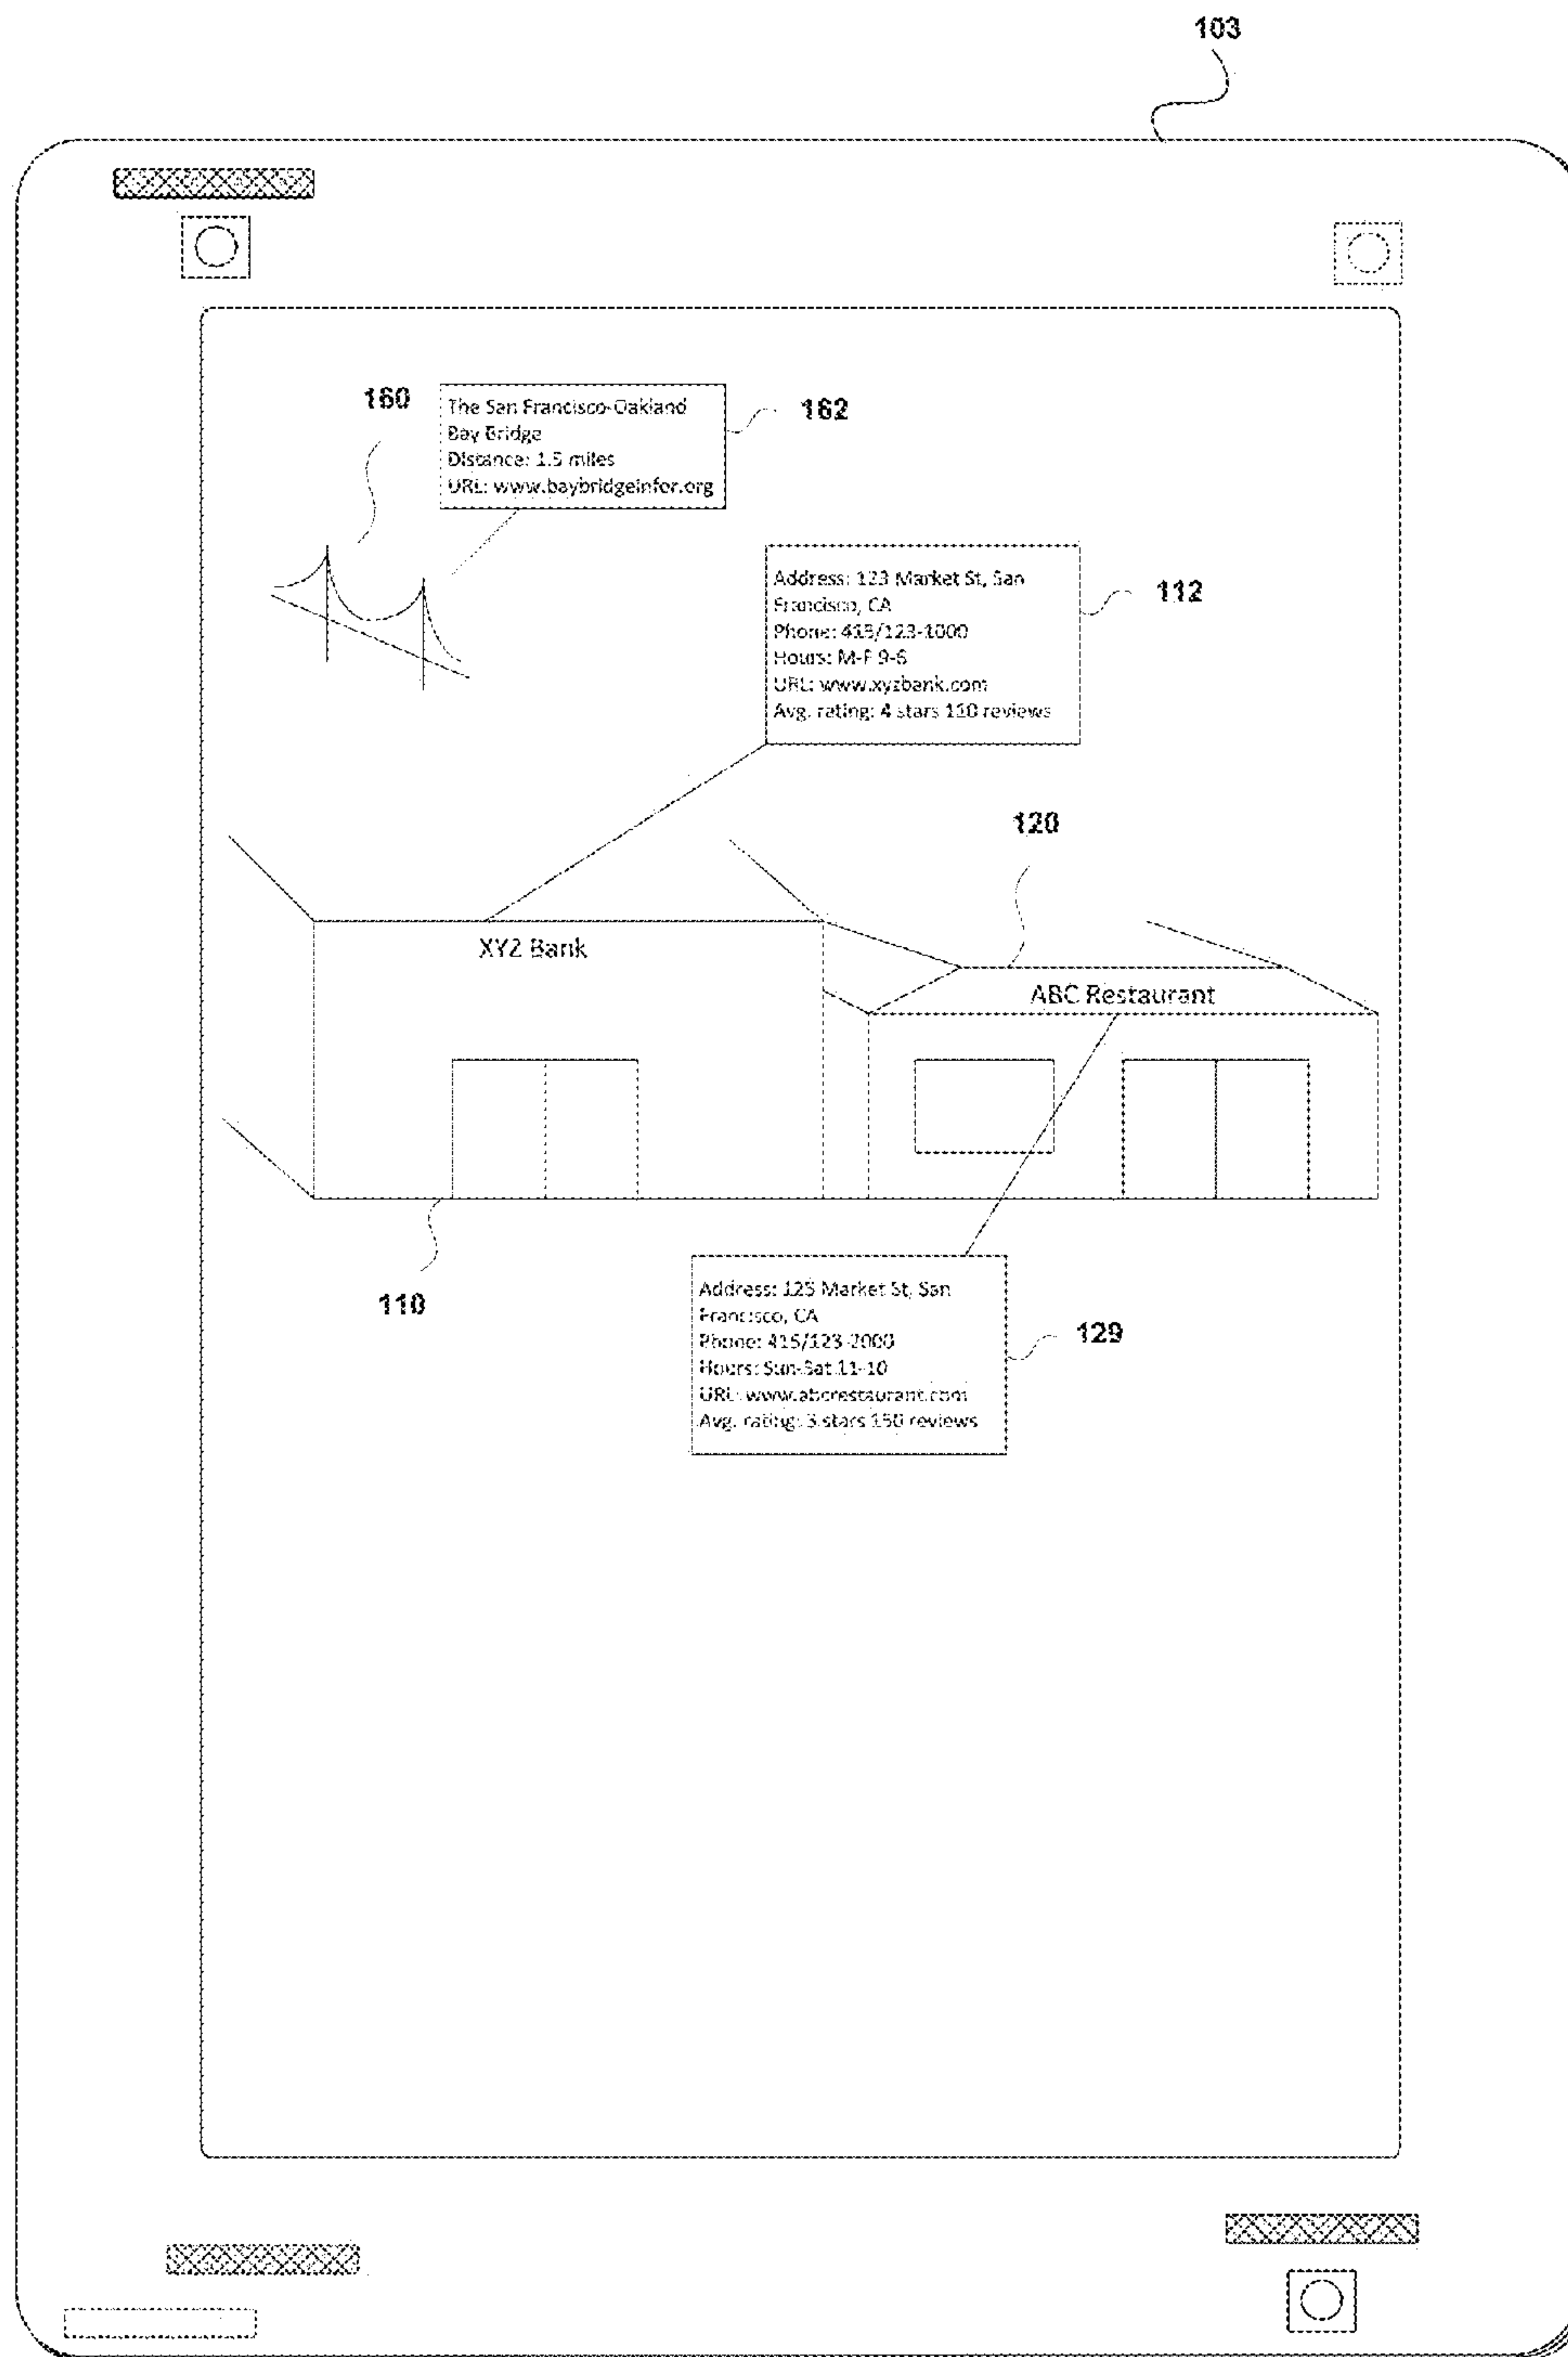 103
160
The San Francisco-Oakland
Bay Bridge
Distance: 1.5 miles
URL: www.baybridgeinfor.org
162
Address: 123 Market St, San
Francisco, CA
Phone: 415/123-1000
Hours: M-F 9-6
URL: www.xyzbank.com
Avg. rating: 4 stars 110 reviews
112
120
XYZ Bank
ABC Restaurant
110
Address: 125 Market St, San
Francisco, CA
Phone: 415/123-2000
Hours: Sun-Sat 11-10
URL: www.abcrestaurant.com
Avg. rating: 3 stars 150 reviews
129